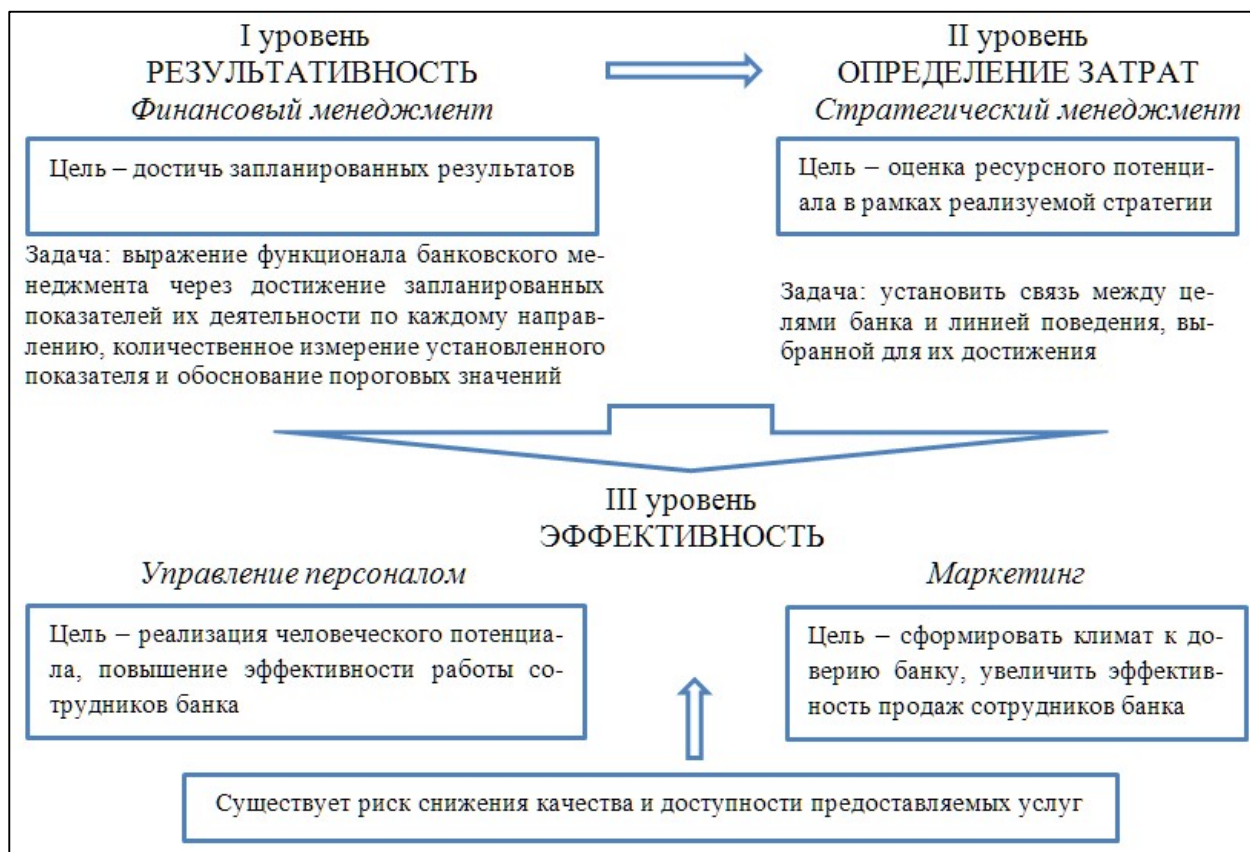 I уровень
РЕЗУЛЬТАТИВНОСТЬ
Финансовый менеджмент
Цель – достичь запланированных результатов
Задача: выражение функционала банковского ме-
неджмента через достижение запланированных
показателей их деятельности по каждому направ-
лению, количественное измерение установленного
показателя и обоснование пороговых значений
II уровень
ОПРЕДЕЛЕНИЕ ЗАТРАТ
Стратегический менеджмент
Цель – оценка ресурсного потенци-
ала в рамках реализуемой стратегии
Задача: установить связь между це-
лями банка и линией поведения, вы-
бранной для их достижения
III уровень
ЭФФЕКТИВНОСТЬ
Управление персоналом
Цель – реализация человеческого потенциа-
ла, повышение эффективности работы со-
трудников банка
Маркетинг
Цель – сформировать климат к до-
верию банку, увеличить эффектив-
ность продаж сотрудников банка
Существует риск снижения качества и доступности предоставляемых услуг